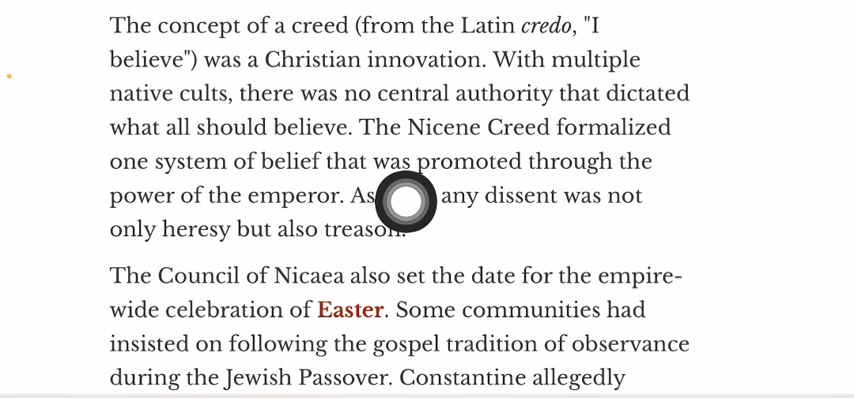 The concept of a creed (from the Latin credo, "I
believe") was a Christian innovation. With multiple
native cults, there was no central authority that dictated
what all should believe. The Nicene Creed formalized
one system of belief that was promoted through the
power of the emperor. As any dissent was not
only heresy but also treason.
The Council of Nicaea also set the date for the empire-
wide celebration of Easter. Some communities had
insisted on following the gospel tradition of observance
during the Jewish Passover. Constantine allegedly